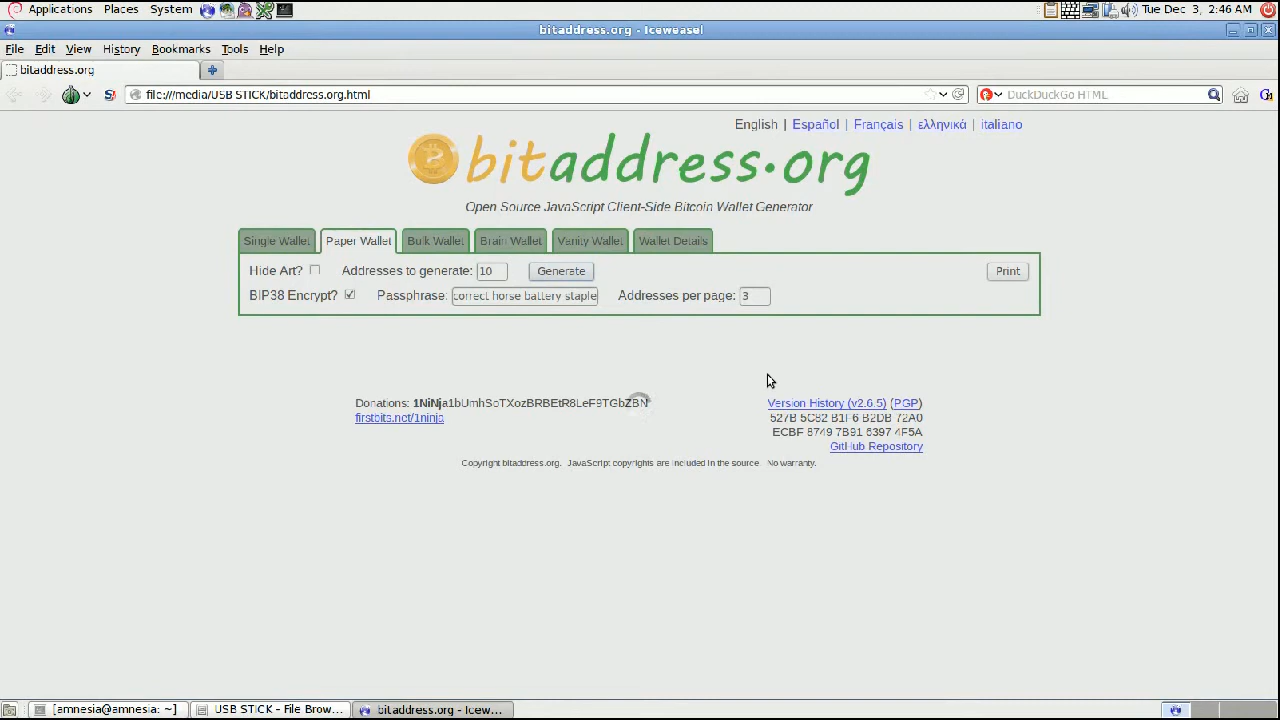 Applications Places System Tue Dec 3, 2:46 AM
bitaddress.org - Iceweasel
File Edit View History Bookmarks Tools Help
bitaddress.org
file:///media/USB STICK/bitaddress.org.html DuckDuckGo HTML
English | Español | Français | ελληνικά | italiano
bitaddress.org
Open Source JavaScript Client-Side Bitcoin Wallet Generator
Single Wallet Paper Wallet Bulk Wallet Brain Wallet Vanity Wallet Wallet Details
Hide Art? Addresses to generate: 10 Generate Print
BIP38 Encrypt? Passphrase: correct horse battery staple Addresses per page: 3
Donations: 1NiNja1bUmhSoTXozBRBEtR8LeF9TGbZBN Version History (v2.6.5) (PGP)
firstbits.net/1ninja 527B 5C82 B1F6 B2DB 72A0
ECBF 8749 7B91 6397 4F5A
GitHub Repository
Copyright bitaddress.org. JavaScript copyrights are included in the source. No warranty.
[amnesia@amnesia: ~] USB STICK - File Brow... bitaddress.org - Icew...